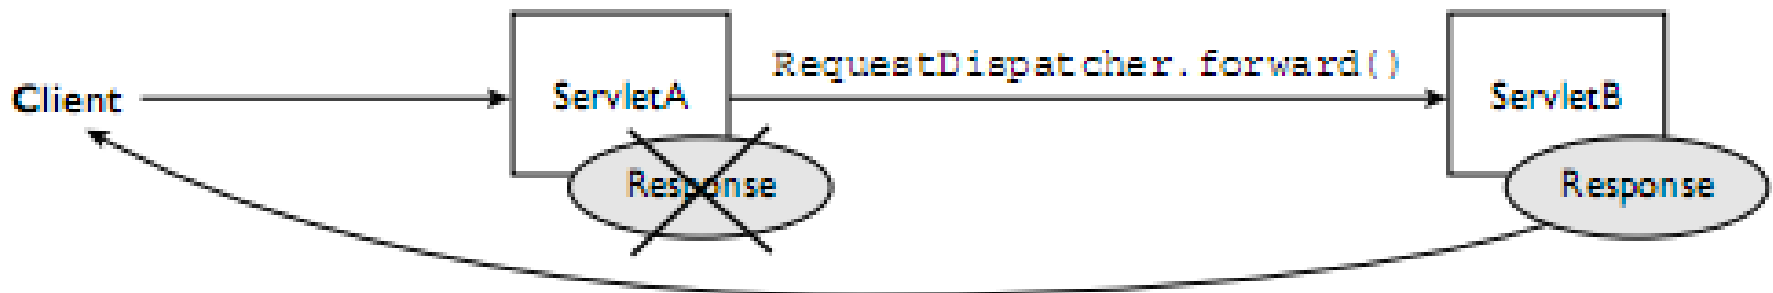 RequestDispatcher.forward()
Client
ServletA
ServletB
Response
Response